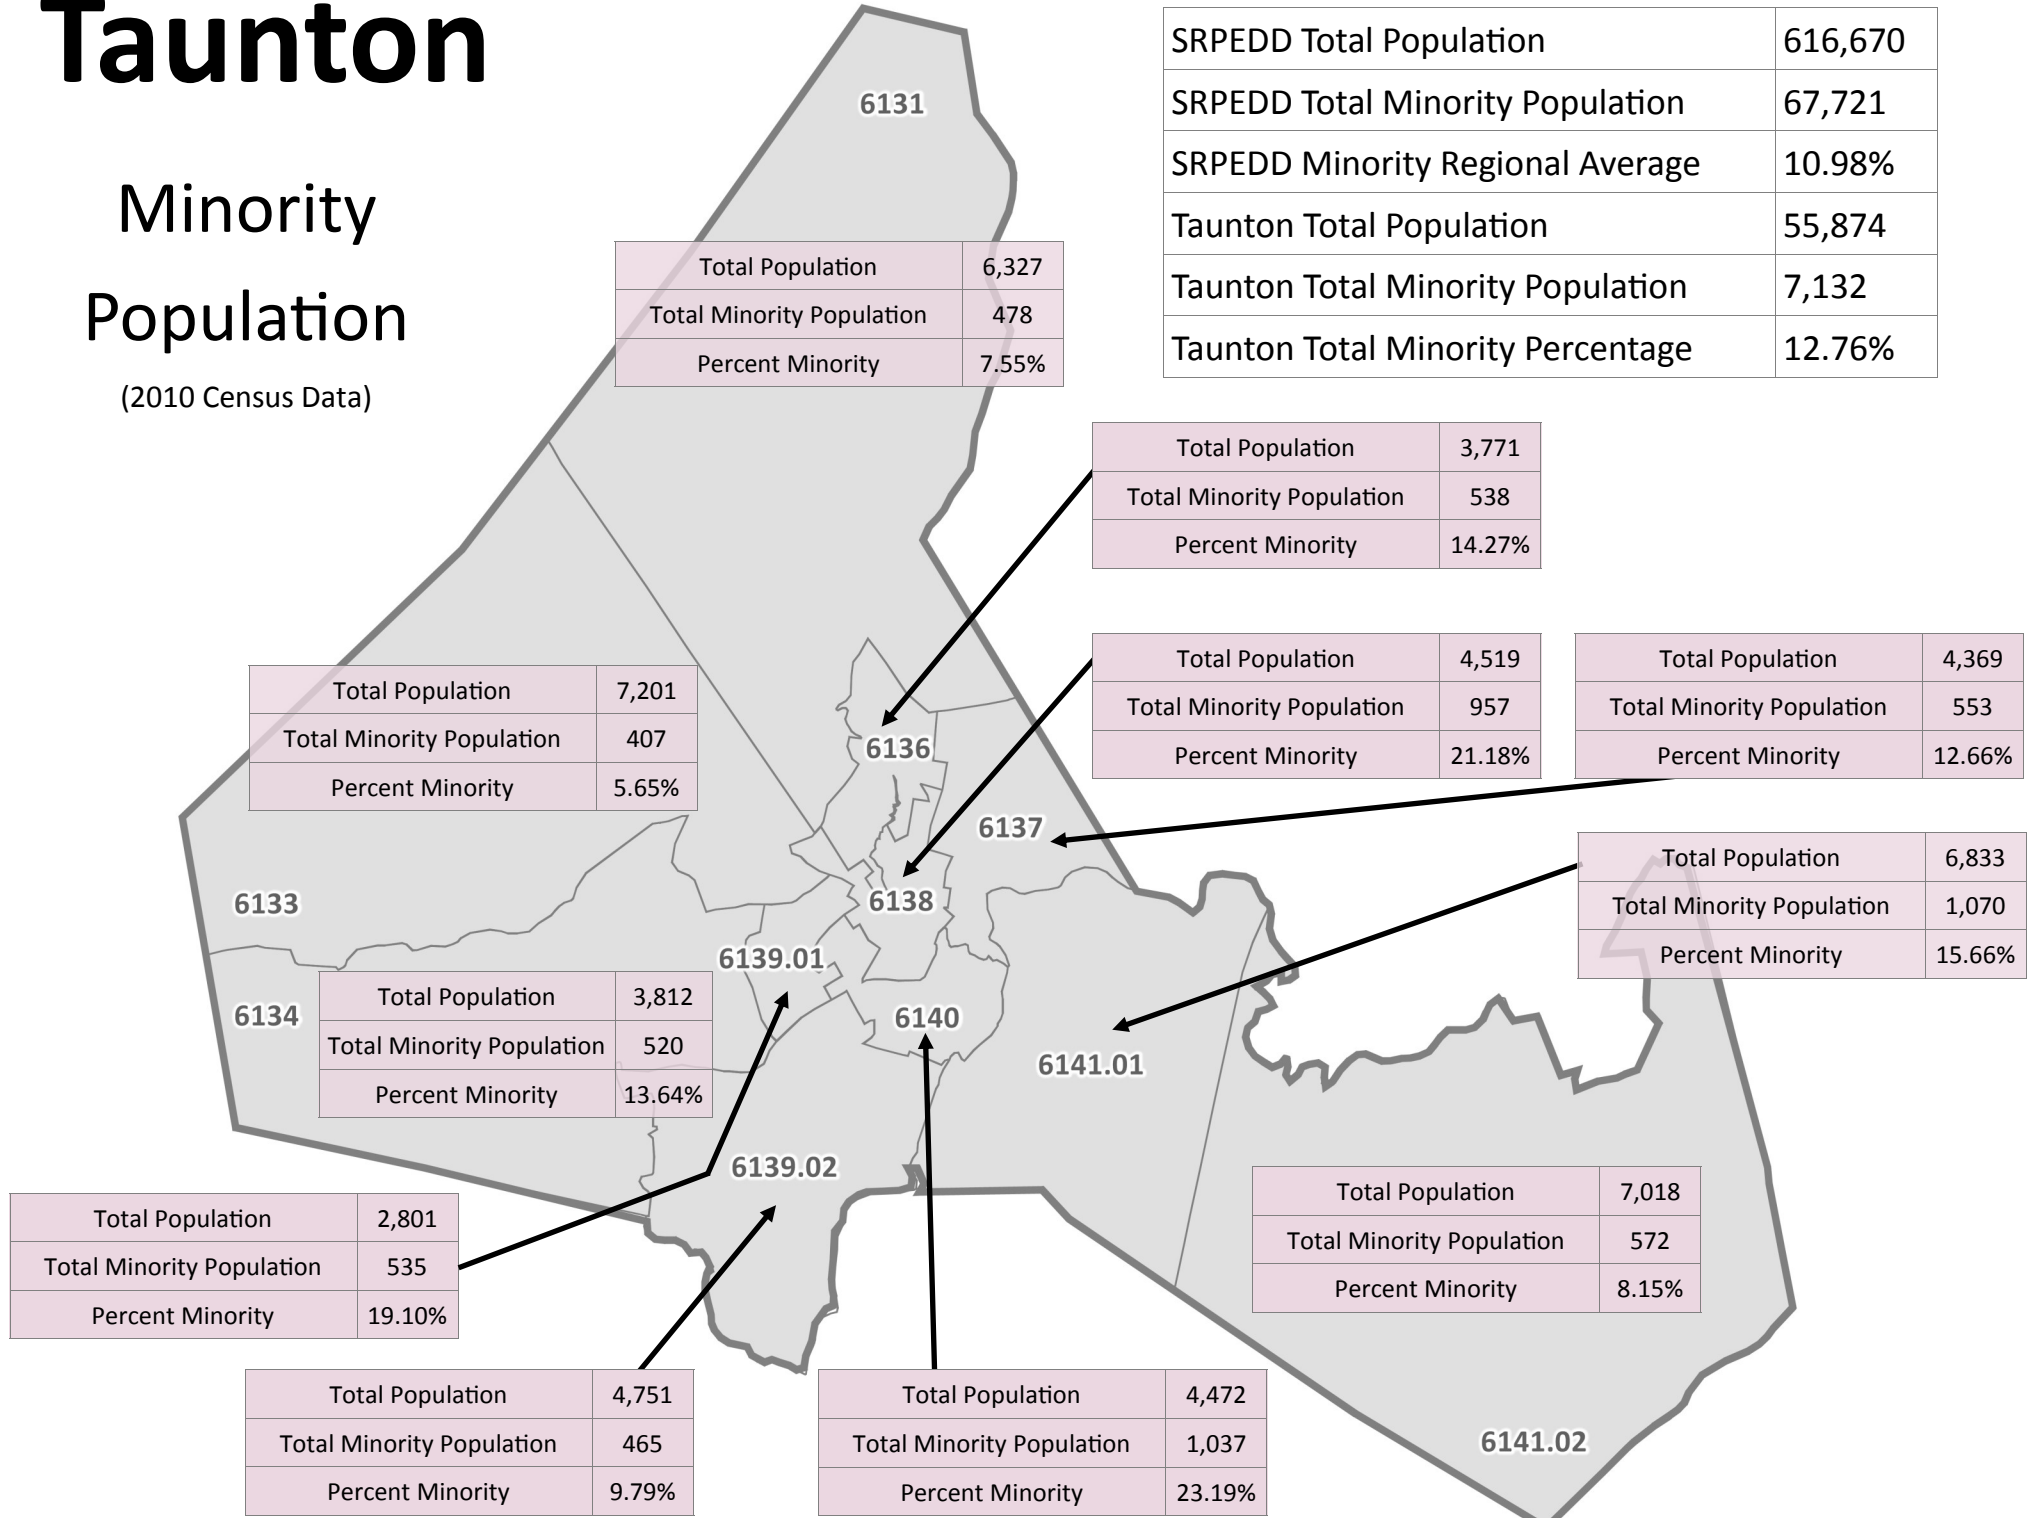 Taunton
Minority
Population
(2010 Census Data)
SRPEDD Total Population 616,670
SRPEDD Total Minority Population 67,721
SRPEDD Minority Regional Average 10.98%
Taunton Total Population 55,874
Taunton Total Minority Population 7,132
Taunton Total Minority Percentage 12.76%
6131
Total Population 6,327
Total Minority Population 478
Percent Minority 7.55%
Total Population 3,771
Total Minority Population 538
Percent Minority 14.27%
Total Population 7,201
Total Minority Population 407
Percent Minority 5.65%
6136
Total Population 4,519
Total Minority Population 957
Percent Minority 21.18%
Total Population 4,369
Total Minority Population 553
Percent Minority 12.66%
6137
Total Population 6,833
Total Minority Population 1,070
Percent Minority 15.66%
6133
6138
6139.01
6134
Total Population 3,812
Total Minority Population 520
Percent Minority 13.64%
6140
6141.01
6139.02
Total Population 7,018
Total Minority Population 572
Percent Minority 8.15%
Total Population 2,801
Total Minority Population 535
Percent Minority 19.10%
Total Population 4,751
Total Minority Population 465
Percent Minority 9.79%
Total Population 4,472
Total Minority Population 1,037
Percent Minority 23.19%
6141.02